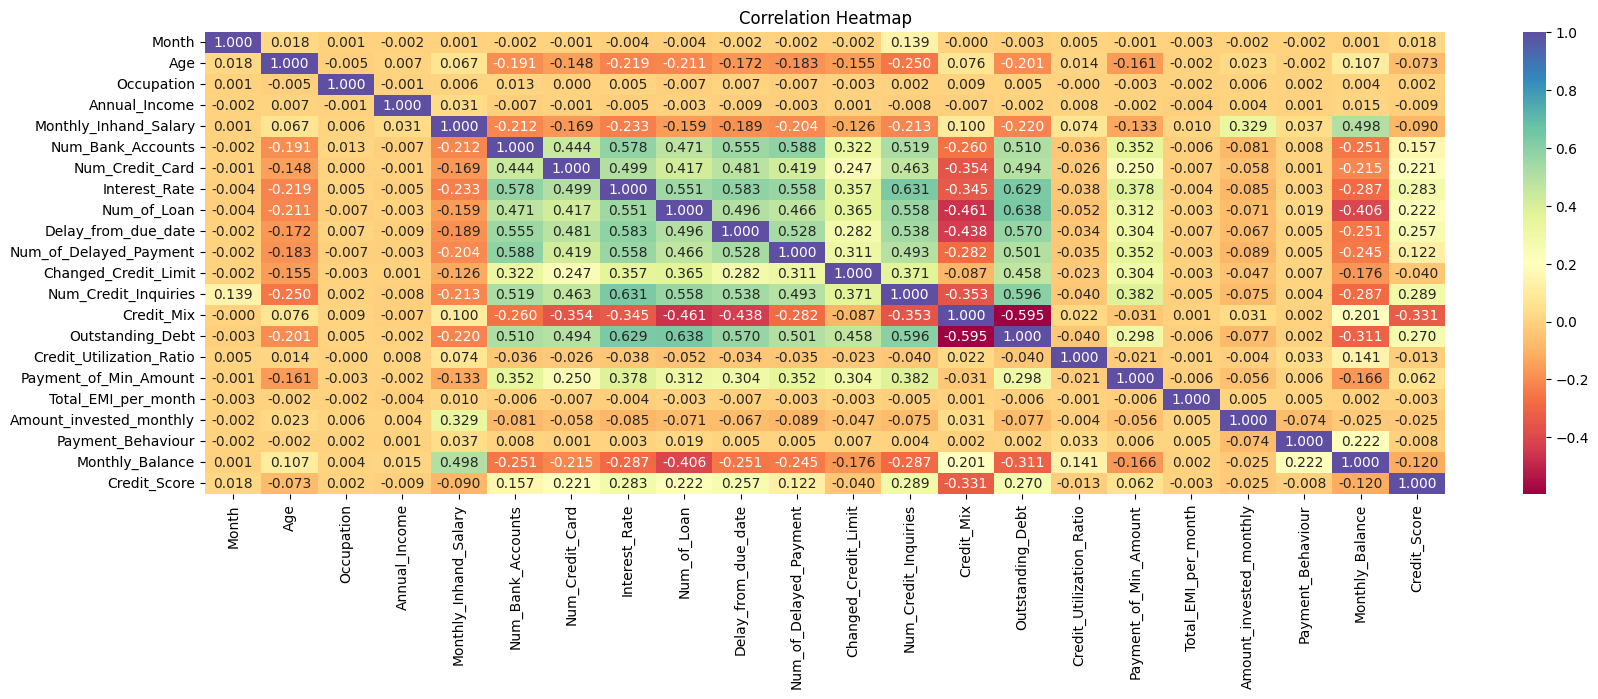 Correlation Heatmap
Month 1.000 0.018 0.001 -0.002 0.001 -0.002 -0.001 -0.004 -0.004 -0.002 -0.002 -0.002 0.139 -0.000 -0.003 0.005 -0.001 -0.003 -0.002 -0.002 0.001 0.018
Age 0.018 1.000 -0.005 0.007 0.067 -0.191 -0.148 -0.219 -0.211 -0.172 -0.183 -0.155 -0.250 0.076 -0.201 0.014 -0.161 -0.002 0.023 -0.002 0.107 -0.073
Occupation 0.001 -0.005 1.000 -0.001 0.006 0.013 0.000 0.005 -0.007 0.007 0.007 -0.003 0.002 0.009 0.005 -0.000 -0.003 -0.002 0.006 0.002 0.004 0.002
Annual_Income -0.002 0.007 -0.001 1.000 0.031 -0.007 -0.001 -0.005 -0.003 -0.009 -0.003 0.001 -0.008 -0.007 -0.002 0.008 -0.002 -0.004 0.004 0.001 0.015 -0.009
Monthly_Inhand_Salary 0.001 0.067 0.006 0.031 1.000 -0.212 -0.169 -0.233 -0.159 -0.189 -0.204 -0.126 -0.213 0.100 -0.220 0.074 -0.133 0.010 0.329 0.037 0.498 -0.090
Num_Bank_Accounts -0.002 -0.191 0.013 -0.007 -0.212 1.000 0.444 0.578 0.471 0.555 0.588 0.322 0.519 -0.260 0.510 -0.036 0.352 -0.006 -0.081 0.008 -0.251 0.157
Num_Credit_Card -0.001 -0.148 0.000 -0.001 -0.169 0.444 1.000 0.499 0.417 0.481 0.419 0.247 0.463 -0.354 0.494 -0.026 0.250 -0.007 -0.058 0.001 -0.215 0.221
Interest_Rate -0.004 -0.219 0.005 -0.005 -0.233 0.578 0.499 1.000 0.551 0.583 0.558 0.357 0.631 -0.345 0.629 -0.038 0.378 -0.004 -0.085 0.003 -0.287 0.283
Num_of_Loan -0.004 -0.211 -0.007 -0.003 -0.159 0.471 0.417 0.551 1.000 0.496 0.466 0.365 0.558 -0.461 0.638 -0.052 0.312 -0.003 -0.071 0.019 -0.406 0.222
Delay_from_due_date -0.002 -0.172 0.007 -0.009 -0.189 0.555 0.481 0.583 0.496 1.000 0.528 0.282 0.538 -0.438 0.570 -0.034 0.304 -0.007 -0.067 0.005 -0.251 0.257
Num_of_Delayed_Payment -0.002 -0.183 0.007 -0.003 -0.204 0.588 0.419 0.558 0.466 0.528 1.000 0.311 0.493 -0.282 0.501 -0.035 0.352 -0.003 -0.089 0.005 -0.245 0.122
Changed_Credit_Limit -0.002 -0.155 -0.003 0.001 -0.126 0.322 0.247 0.357 0.365 0.282 0.311 1.000 0.371 -0.087 0.458 -0.023 0.304 -0.003 -0.047 0.007 -0.176 -0.040
Num_Credit_Inquiries 0.139 -0.250 0.002 -0.008 -0.213 0.519 0.463 0.631 0.558 0.538 0.493 0.371 1.000 -0.353 0.596 -0.040 0.382 -0.005 -0.075 0.004 -0.287 0.289
Credit_Mix -0.000 0.076 0.009 -0.007 0.100 -0.260 -0.354 -0.345 -0.461 -0.438 -0.282 -0.087 -0.353 1.000 -0.595 0.022 -0.031 0.001 0.031 0.002 0.201 -0.331
Outstanding_Debt -0.003 -0.201 0.005 -0.002 -0.220 0.510 0.494 0.629 0.638 0.570 0.501 0.458 0.596 -0.595 1.000 -0.040 0.298 -0.006 -0.077 0.002 -0.311 0.270
Credit_Utilization_Ratio 0.005 0.014 -0.000 0.008 0.074 -0.036 -0.026 -0.038 -0.052 -0.034 -0.035 -0.023 -0.040 0.022 -0.040 1.000 -0.021 -0.001 -0.004 0.033 0.141 -0.013
Payment_of_Min_Amount -0.001 -0.161 -0.003 -0.002 -0.133 0.352 0.250 0.378 0.312 0.304 0.352 0.304 0.382 -0.031 0.298 -0.021 1.000 -0.006 -0.056 0.006 -0.166 0.062
Total_EMI_per_month -0.003 -0.002 -0.002 -0.004 0.010 -0.006 -0.007 -0.004 -0.003 -0.007 -0.003 -0.003 -0.005 0.001 -0.006 -0.001 -0.006 1.000 0.005 0.005 0.002 -0.003
Amount_invested_monthly -0.002 0.023 0.006 0.004 0.329 -0.081 -0.058 -0.085 -0.071 -0.067 -0.089 -0.047 -0.075 0.031 -0.077 -0.004 -0.056 0.005 1.000 -0.074 -0.025 -0.025
Payment_Behaviour -0.002 -0.002 0.002 0.001 0.037 0.008 0.001 0.003 0.019 0.005 0.005 0.007 0.004 0.002 0.002 0.033 0.006 0.005 -0.074 1.000 0.222 -0.008
Monthly_Balance 0.001 0.107 0.004 0.015 0.498 -0.251 -0.215 -0.287 -0.406 -0.251 -0.245 -0.176 -0.287 0.201 -0.311 0.141 -0.166 0.002 -0.025 0.222 1.000 -0.120
Credit_Score 0.018 -0.073 0.002 -0.009 -0.090 0.157 0.221 0.283 0.222 0.257 0.122 -0.040 0.289 -0.331 0.270 -0.013 0.062 -0.003 -0.025 -0.008 -0.120 1.000
Month
Age
Occupation
Annual_Income
Monthly_Inhand_Salary
Num_Bank_Accounts
Num_Credit_Card
Interest_Rate
Num_of_Loan
Delay_from_due_date
Num_of_Delayed_Payment
Changed_Credit_Limit
Num_Credit_Inquiries
Credit_Mix
Outstanding_Debt
Credit_Utilization_Ratio
Payment_of_Min_Amount
Total_EMI_per_month
Amount_invested_monthly
Payment_Behaviour
Monthly_Balance
Credit_Score
1.0
0.8
0.6
0.4
0.2
0.0
−0.2
−0.4